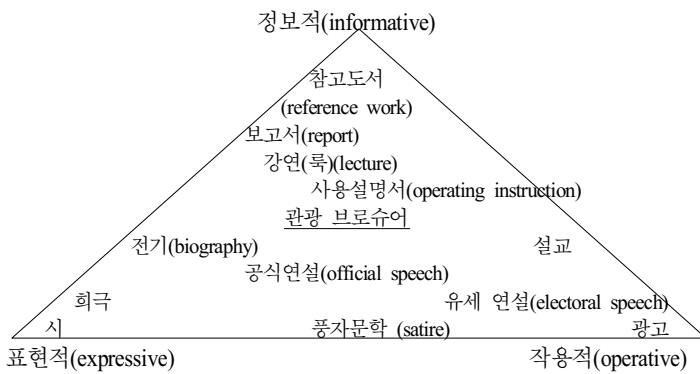 정보적(informative)
참고도서
(reference work)
보고서(report)
강연(록)(lecture)
사용설명서(operating instruction)
관광 브로슈어
전기(biography) 설교
공식연설(official speech)
희극 유세 연설(electoral speech)
시 풍자문학 (satire) 광고
표현적(expressive) 작용적(operative)